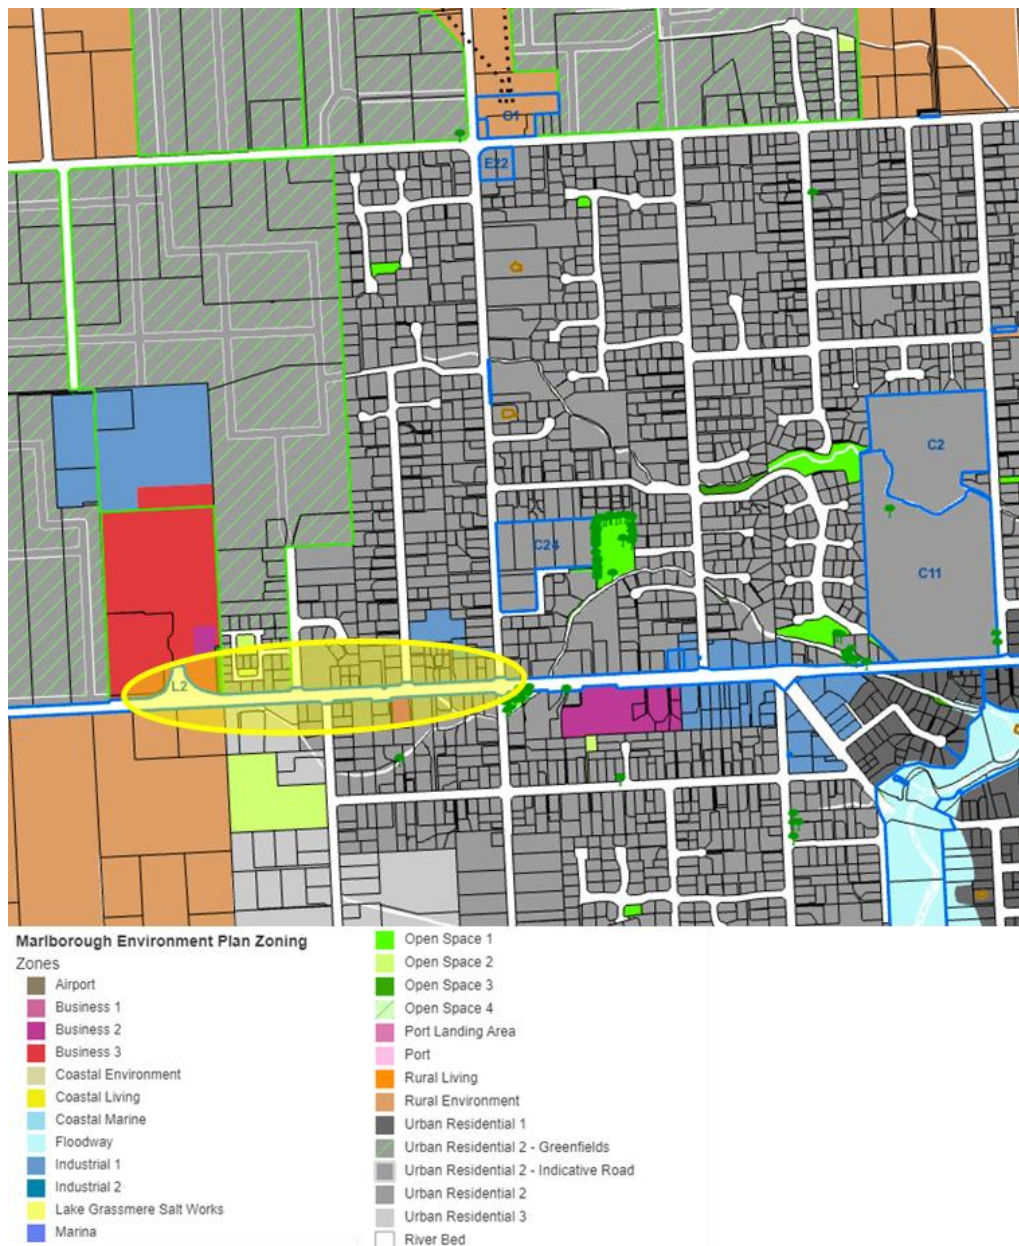 O1
E22
C2
C24
C11
L2
Marlborough Environment Plan Zoning
Zones
Airport
Business 1
Business 2
Business 3
Coastal Environment
Coastal Living
Coastal Marine
Floodway
Industrial 1
Industrial 2
Lake Grassmere Salt Works
Marina
Open Space 1
Open Space 2
Open Space 3
Open Space 4
Port Landing Area
Port
Rural Living
Rural Environment
Urban Residential 1
Urban Residential 2 - Greenfields
Urban Residential 2 - Indicative Road
Urban Residential 2
Urban Residential 3
River Bed